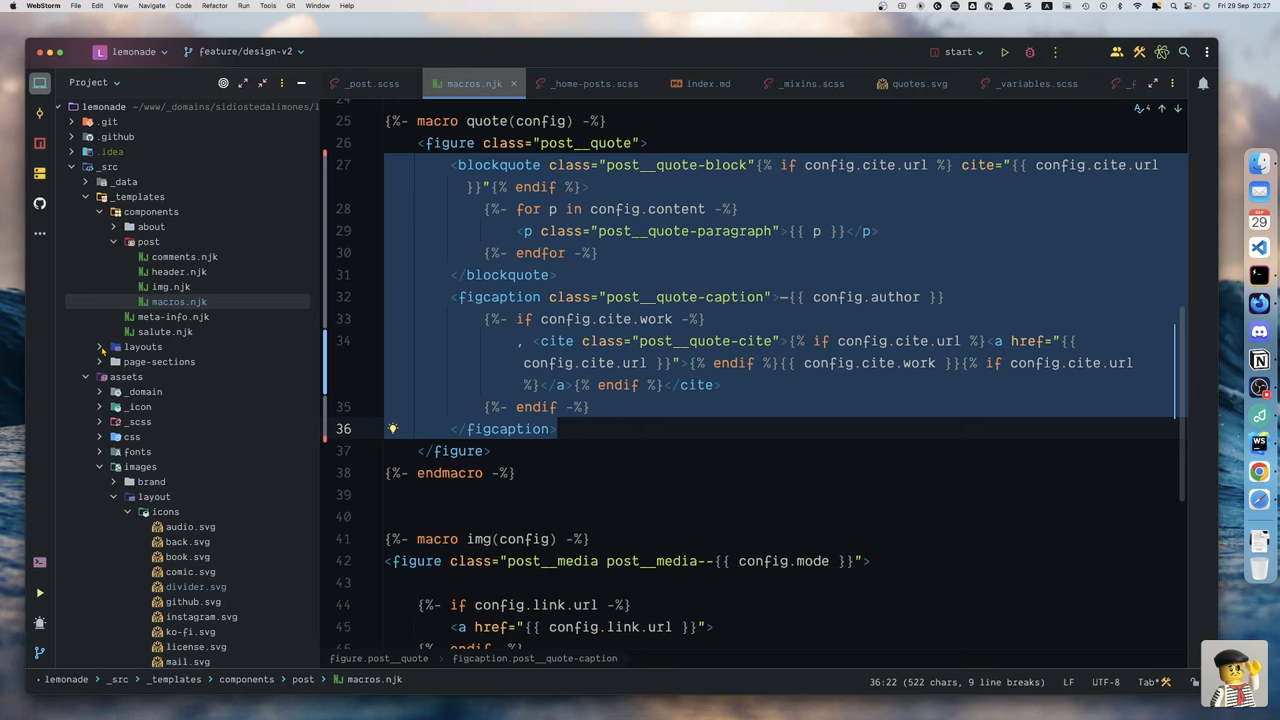 WebStorm File Edit View Navigate Code Refactor Run Tools Git Window Help
Fri 29 Sep 20:27
L lemonade feature/design-v2 start
Project
_post.scss macros.njk _home-posts.scss index.md _mixins.scss quotes.svg _variables.scss
lemonade ~/www/_domains/sidiostedalimones/l
.git
.github
.idea
_src
_data
_templates
components
about
post
comments.njk
header.njk
img.njk
macros.njk
meta-info.njk
salute.njk
layouts
page-sections
assets
_domain
_icon
_scss
css
fonts
images
brand
layout
icons
audio.svg
back.svg
book.svg
comic.svg
divider.svg
github.svg
instagram.svg
ko-fi.svg
license.svg
mail.svg
24
25 {%- macro quote(config) -%}
26 <figure class="post__quote">
27 <blockquote class="post__quote-block"{% if config.cite.url %} cite="{{ config.cite.url
}}"{% endif %}>
28 {%- for p in config.content -%}
29 <p class="post__quote-paragraph">{{ p }}</p>
30 {%- endfor -%}
31 </blockquote>
32 <figcaption class="post__quote-caption">—{{ config.author }}
33 {%- if config.cite.work -%}
34 , <cite class="post__quote-cite">{% if config.cite.url %}<a href="{{
config.cite.url }}">{% endif %}{{ config.cite.work }}{% if config.cite.url
%}</a>{% endif %}</cite>
35 {%- endif -%}
36 </figcaption>
37 </figure>
38 {%- endmacro -%}
39
40
41 {%- macro img(config) -%}
42 <figure class="post__media post__media--{{ config.mode }}">
43
44 {%- if config.link.url -%}
45 <a href="{{ config.link.url }}">
46 {%- endif -%}
4
figure.post__quote figcaption.post__quote-caption
lemonade _src _templates components post macros.njk
36:22 (522 chars, 9 line breaks) LF UTF-8 Tab*
SEP
29